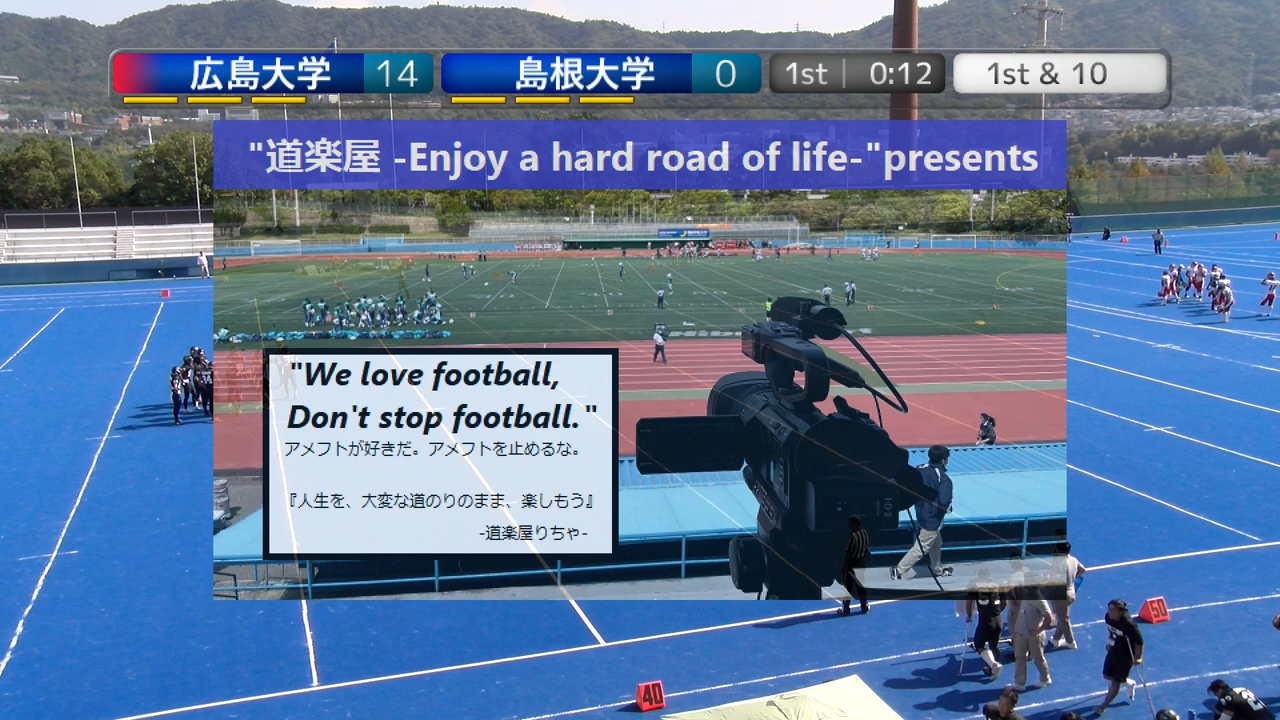 広島大学 14 島根大学 0 1st 0:12 1st & 10
"道楽屋 -Enjoy a hard road of life-"presents
"We love football,
Don't stop football."
アメフトが好きだ。アメフトを止めるな。
『人生を、大変な道のりのまま、楽しもう』
-道楽屋りちゃ-
50
40